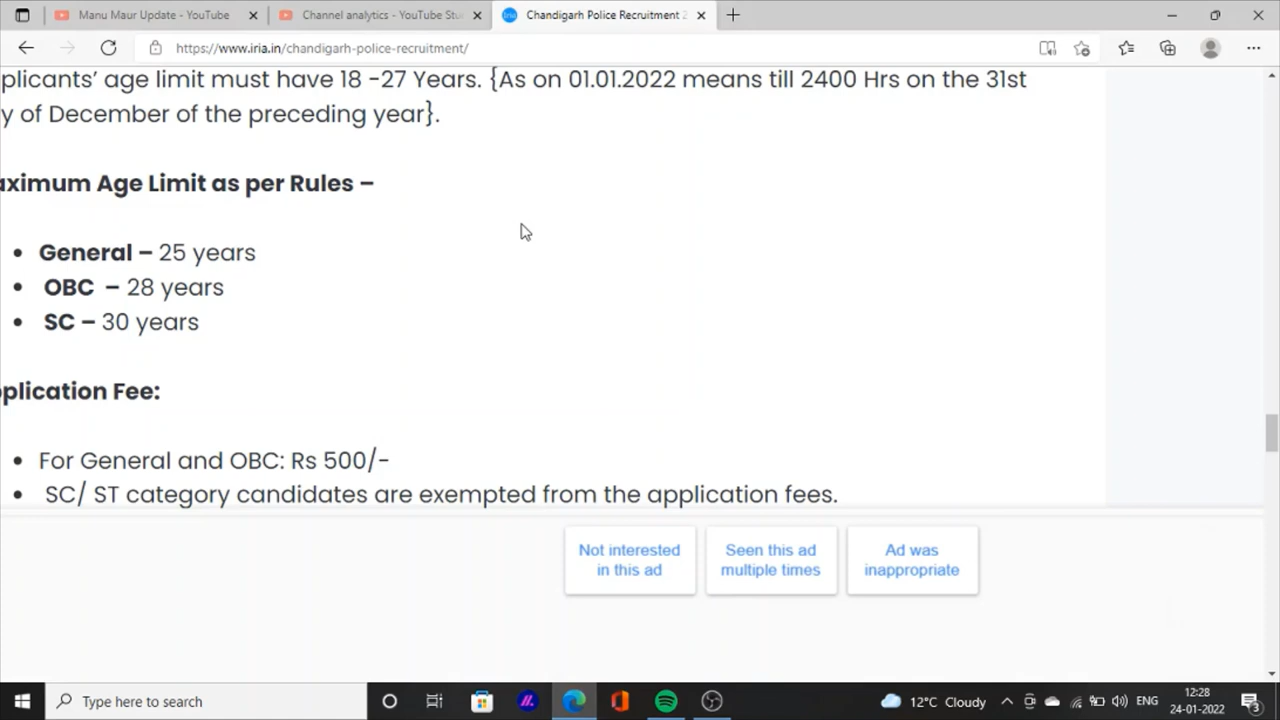 Manu Maur Update - YouTube
Channel analytics - YouTube Stu
Chandigarh Police Recruitment 2
https://www.iria.in/chandigarh-police-recruitment/
plicants' age limit must have 18 -27 Years. {As on 01.01.2022 means till 2400 Hrs on the 31st
y of December of the preceding year}.
aximum Age Limit as per Rules –
• General – 25 years
• OBC – 28 years
• SC – 30 years
plication Fee:
• For General and OBC: Rs 500/-
• SC/ ST category candidates are exempted from the application fees.
Not interested in this ad
Seen this ad multiple times
Ad was inappropriate
Type here to search
12°C Cloudy
ENG
12:28
24-01-2022
3